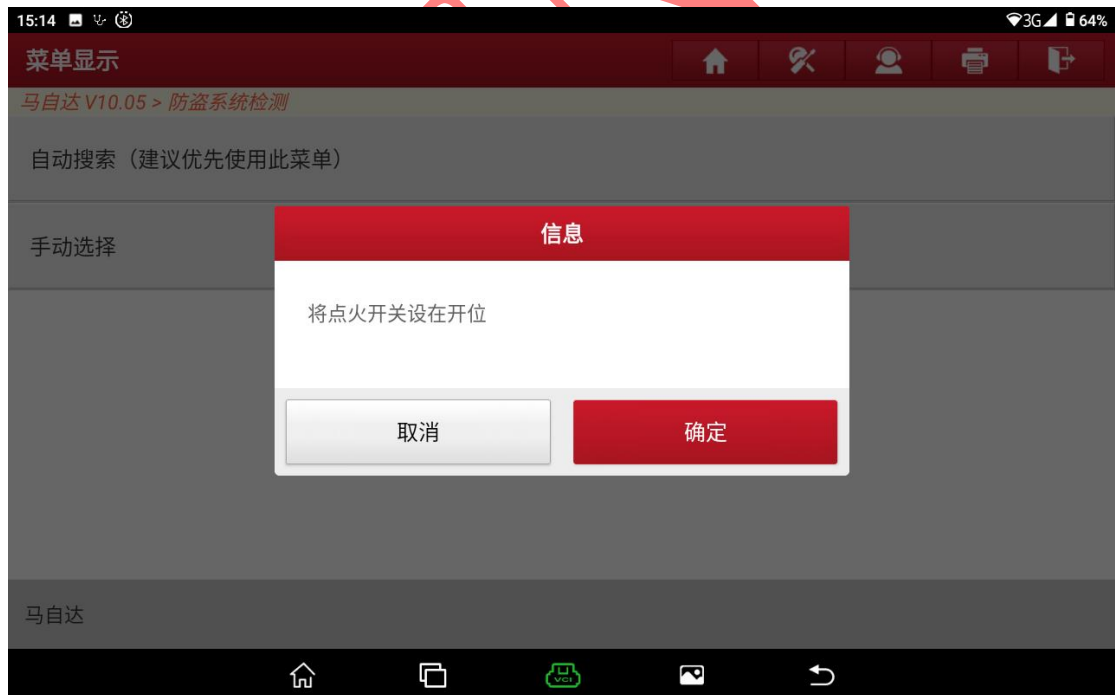 15:14
3G
64%
菜单显示
马自达 V10.05 > 防盗系统检测
自动搜索（建议优先使用此菜单）
手动选择
信息
将点火开关设在开位
取消
确定
马自达
VCI